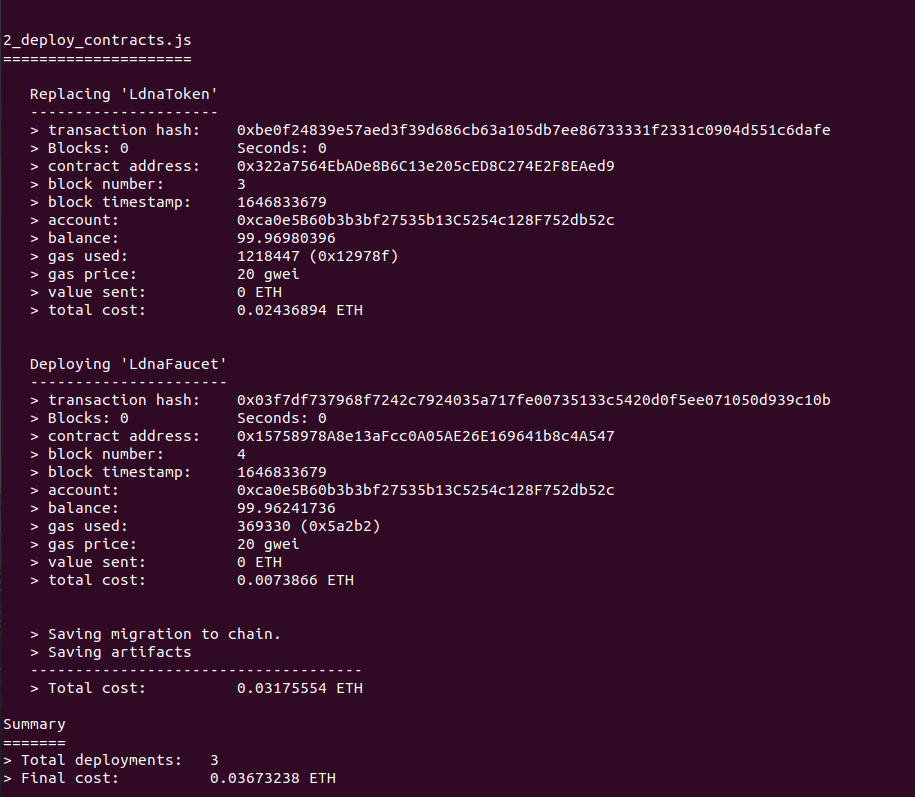 2_deploy_contracts.js
=====================
Replacing 'LdnaToken'
---------------------
> transaction hash: 0xbe0f24839e57aed3f39d686cb63a105db7ee86733331f2331c0904d551c6dafe
> Blocks: 0 Seconds: 0
> contract address: 0x322a7564EbADe8B6C13e205cED8C274E2F8EAed9
> block number: 3
> block timestamp: 1646833679
> account: 0xca0e5B60b3b3bf27535b13C5254c128F752db52c
> balance: 99.96980396
> gas used: 1218447 (0x12978f)
> gas price: 20 gwei
> value sent: 0 ETH
> total cost: 0.02436894 ETH
Deploying 'LdnaFaucet'
----------------------
> transaction hash: 0x03f7df737968f7242c7924035a717fe00735133c5420d0f5ee071050d939c10b
> Blocks: 0 Seconds: 0
> contract address: 0x15758978A8e13aFcc0A05AE26E169641b8c4A547
> block number: 4
> block timestamp: 1646833679
> account: 0xca0e5B60b3b3bf27535b13C5254c128F752db52c
> balance: 99.96241736
> gas used: 369330 (0x5a2b2)
> gas price: 20 gwei
> value sent: 0 ETH
> total cost: 0.0073866 ETH
> Saving migration to chain.
> Saving artifacts
-------------------------------------
> Total cost: 0.03175554 ETH
Summary
=======
> Total deployments: 3
> Final cost: 0.03673238 ETH